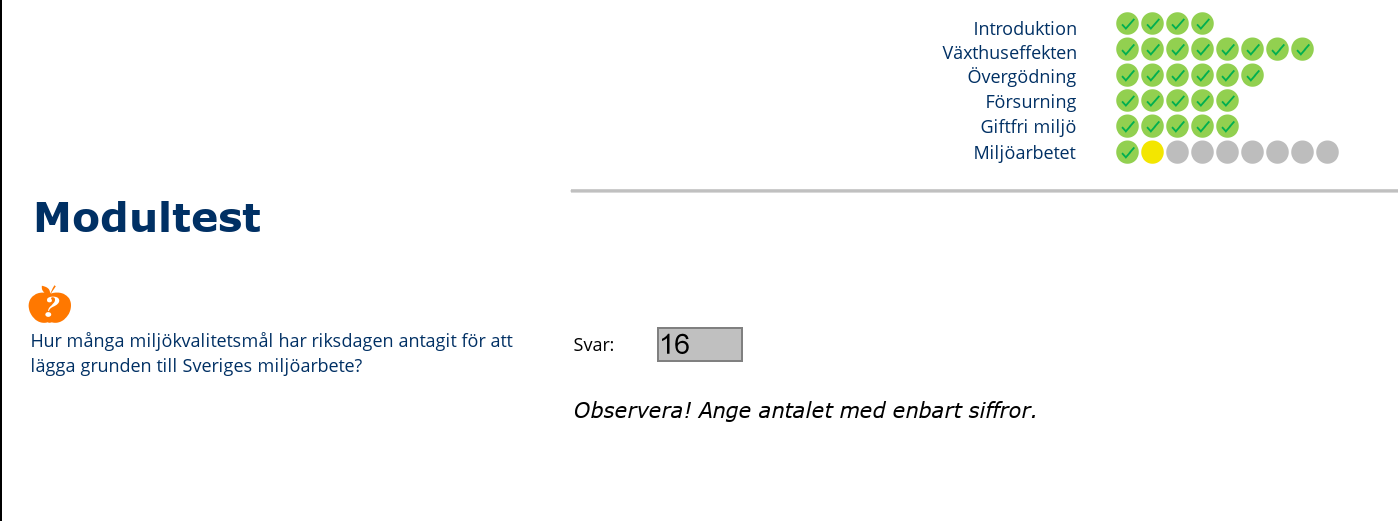 Introduktion
Växthuseffekten
Övergödning
Försurning
Giftfri miljö
Miljöarbetet
Modultest
?
Hur många miljökvalitetsmål har riksdagen antagit för att
lägga grunden till Sveriges miljöarbete?
Svar: 16
Observera! Ange antalet med enbart siffror.